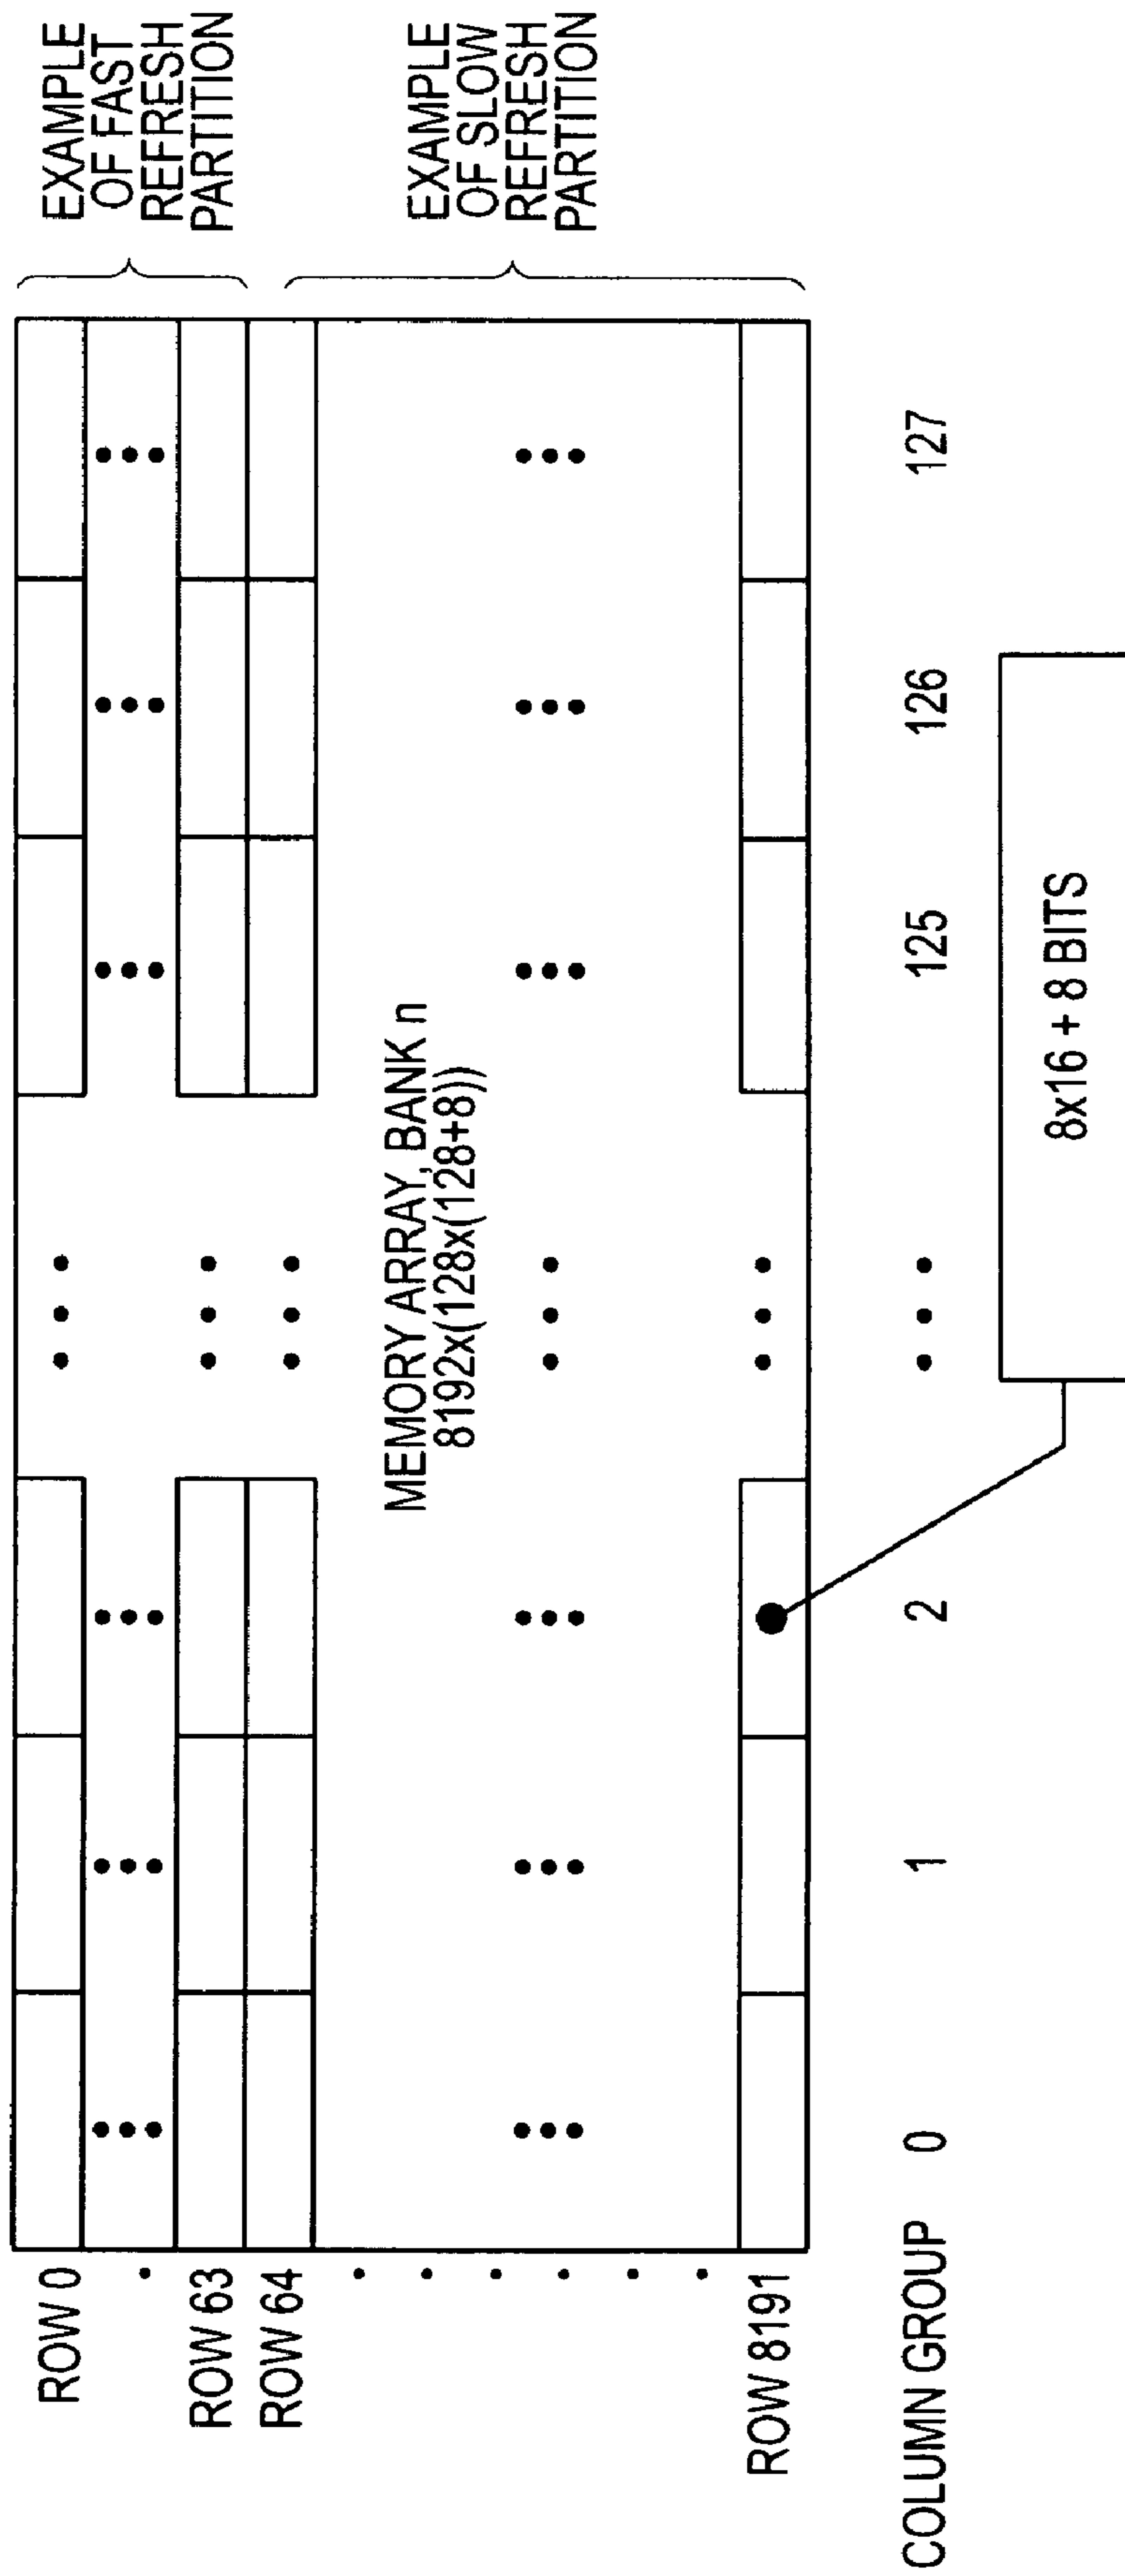 ROW 0
EXAMPLE
OF FAST
REFRESH
PARTITION
ROW 63
ROW 64
MEMORY ARRAY, BANK n
8192x(128x(128+8))
EXAMPLE
OF SLOW
REFRESH
PARTITION
ROW 8191
COLUMN GROUP 0 1 2 125 126 127
8x16 + 8 BITS